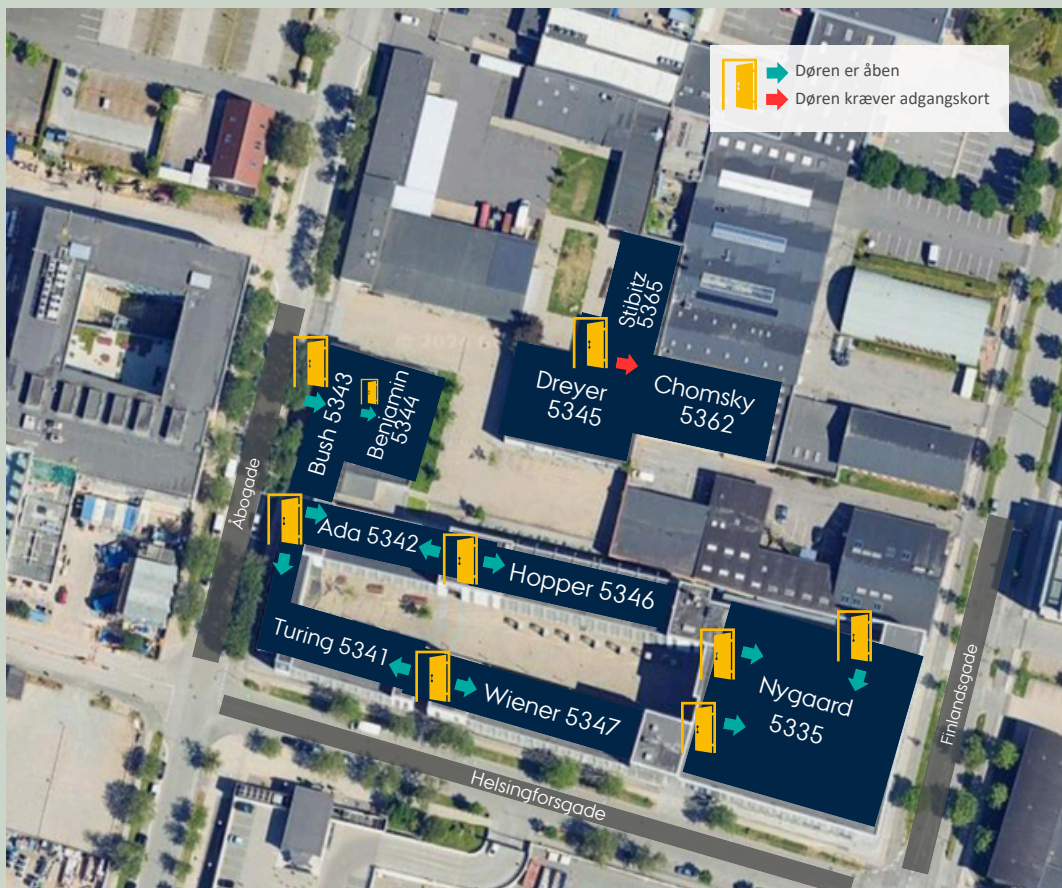 Døren er åben
Døren kræver adgangskort
Stibitz
5365
Dreyer
5345
Chomsky
5362
Bush 5343
Benjamin
5344
Åbogade
Ada 5342
Hopper 5346
Turing 5341
Wiener 5347
Nygaard
5335
Finlandsgade
Helsingforsgade